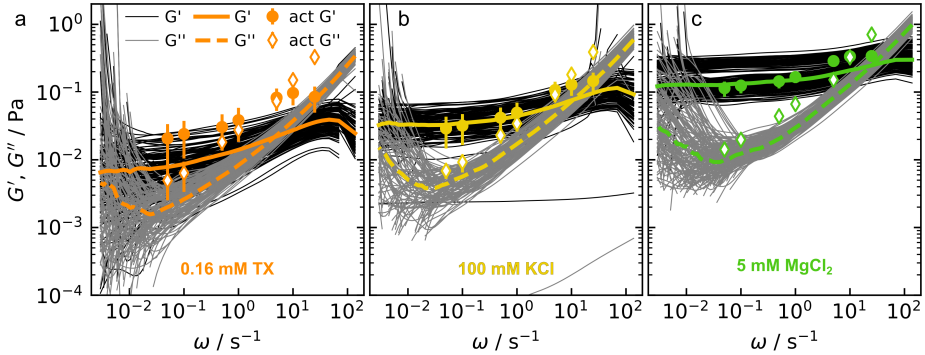 a
G' G' act G'
G'' G'' act G''
b
c
10⁰
10⁻¹
10⁻²
10⁻³
10⁻⁴
G', G'' / Pa
0.16 mM TX
100 mM KCl
5 mM MgCl₂
10⁻² 10⁻¹ 10⁰ 10¹ 10²
10⁻² 10⁻¹ 10⁰ 10¹ 10²
10⁻² 10⁻¹ 10⁰ 10¹ 10²
ω / s⁻¹
ω / s⁻¹
ω / s⁻¹